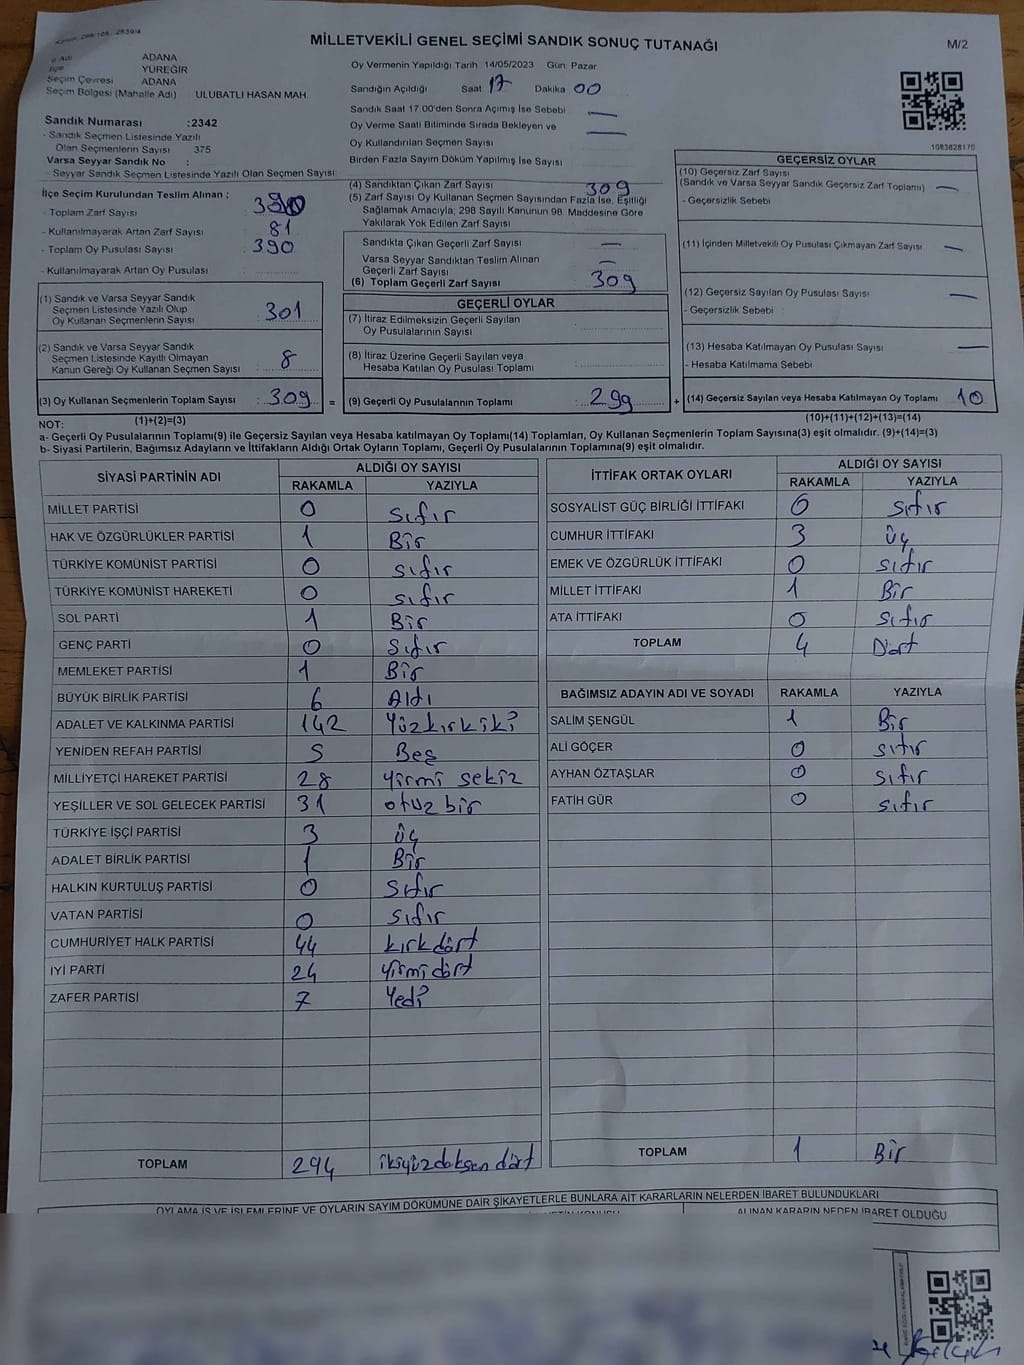 MİLLETVEKİLİ GENEL SEÇİMİ SANDIK SONUÇ TUTANAĞI
M/2
İl Adı ADANA
İlçe YÜREĞİR
Seçim Çevresi ADANA
Seçim Bölgesi (Mahalle Adı) ULUBATLI HASAN MAH
Sandık Numarası :2342
- Sandık Seçmen Listesinde Yazılı
Olan Seçmenlerin Sayısı 375
Varsa Seyyar Sandık No :
- Seyyar Sandık Seçmen Listesinde Yazılı Olan Seçmen Sayısı
Oy Vermenin Yapıldığı Tarih 14/05/2023 Gün: Pazar
Sandığın Açıldığı Saat 17 Dakika 00
Sandık Saat 17.00'den Sonra Açımış İse Sebebi —
Oy Verme Saati Bitiminde Sırada Bekleyen ve —
Oy Kullandırılan Seçmen Sayısı
Birden Fazla Sayım Döküm Yapılmış İse Sayısı
1083828170
İlçe Seçim Kurulundan Teslim Alınan ;
- Toplam Zarf Sayısı : 390
- Kullanılmayarak Artan Zarf Sayısı : 81
- Toplam Oy Pusulası Sayısı : 390
- Kullanılmayarak Artan Oy Pusulası :
(1) Sandık ve Varsa Seyyar Sandık
Seçmen Listesinde Yazılı Olup
Oy Kullanan Seçmenlerin Sayısı : 301
(2) Sandık ve Varsa Seyyar Sandık
Seçmen Listesinde Kayıtlı Olmayan
Kanun Gereği Oy Kullanan Seçmen Sayısı : 8
(3) Oy Kullanan Seçmenlerin Toplam Sayısı : 309 =
(1)+(2)=(3)
(4) Sandıktan Çıkan Zarf Sayısı 309
(5) Zarf Sayısı Oy Kullanan Seçmen Sayısından Fazla İse, Eşitliği
Sağlamak Amacıyla; 298 Sayılı Kanunun 98. Maddesine Göre
Yakılarak Yok Edilen Zarf Sayısı
Sandıkta Çıkan Geçerli Zarf Sayısı —
Varsa Seyyar Sandıktan Teslim Alınan
Geçerli Zarf Sayısı —
(6) Toplam Geçerli Zarf Sayısı : 309
GEÇERLİ OYLAR
(7) İtiraz Edilmeksizin Geçerli Sayılan
Oy Pusulalarının Sayısı :
(8) İtiraz Üzerine Geçerli Sayılan veya
Hesaba Katılan Oy Pusulası Toplamı :
(9) Geçerli Oy Pusulalarının Toplamı : 299 +
GEÇERSİZ OYLAR
(10) Geçersiz Zarf Sayısı
(Sandık ve Varsa Seyyar Sandık Geçersiz Zarf Toplamı) —
- Geçersizlik Sebebi
(11) İçinden Milletvekili Oy Pusulası Çıkmayan Zarf Sayısı —
(12) Geçersiz Sayılan Oy Pusulası Sayısı —
- Geçersizlik Sebebi
(13) Hesaba Katılmayan Oy Pusulası Sayısı —
- Hesaba Katılmama Sebebi
(14) Geçersiz Sayılan veya Hesaba Katılmayan Oy Toplamı 10
(10)+(11)+(12)+(13)=(14)
NOT:
a- Geçerli Oy Pusulalarının Toplamı(9) ile Geçersiz Sayılan veya Hesaba katılmayan Oy Toplamı(14) Toplamları, Oy Kullanan Seçmenlerin Toplam Sayısına(3) eşit olmalıdır. (9)+(14)=(3)
b- Siyasi Partilerin, Bağımsız Adayların ve İttifakların Aldığı Ortak Oyların Toplamı, Geçerli Oy Pusulalarının Toplamına(9) eşit olmalıdır.
SİYASİ PARTİNİN ADI ALDIĞI OY SAYISI
RAKAMLA YAZIYLA
MİLLET PARTİSİ 0 sıfır
HAK VE ÖZGÜRLÜKLER PARTİSİ 1 Bir
TÜRKİYE KOMÜNİST PARTİSİ 0 sıfır
TÜRKİYE KOMÜNİST HAREKETİ 0 sıfır
SOL PARTİ 1 Bir
GENÇ PARTİ 0 sıfır
MEMLEKET PARTİSİ 1 Bir
BÜYÜK BİRLİK PARTİSİ 6 Aldı
ADALET VE KALKINMA PARTİSİ 142 Yüzkırkiki
YENİDEN REFAH PARTİSİ 5 Beş
MİLLİYETÇİ HAREKET PARTİSİ 28 yirmi sekiz
YEŞİLLER VE SOL GELECEK PARTİSİ 31 otuz bir
TÜRKİYE İŞÇİ PARTİSİ 3 üç
ADALET BİRLİK PARTİSİ 1 Bir
HALKIN KURTULUŞ PARTİSİ 0 sıfır
VATAN PARTİSİ 0 sıfır
CUMHURİYET HALK PARTİSİ 44 kırkdört
İYİ PARTİ 24 yirmidört
ZAFER PARTİSİ 7 Yedi
TOPLAM 294 ikiyüzdoksan dört
İTTİFAK ORTAK OYLARI ALDIĞI OY SAYISI
RAKAMLA YAZIYLA
SOSYALİST GÜÇ BİRLİĞİ İTTİFAKI 0 sıfır
CUMHUR İTTİFAKI 3 üç
EMEK VE ÖZGÜRLÜK İTTİFAKI 0 sıfır
MİLLET İTTİFAKI 1 Bir
ATA İTTİFAKI 0 sıfır
TOPLAM 4 Dört
BAĞIMSIZ ADAYIN ADI VE SOYADI RAKAMLA YAZIYLA
SALİM ŞENGÜL 1 Bir
ALİ GÖÇER 0 sıfır
AYHAN ÖZTAŞLAR 0 sıfır
FATİH GÜR 0 sıfır
TOPLAM 1 Bir
OYLAMA İŞ VE İŞLEMLERİNE VE OYLARIN SAYIM DÖKÜMÜNE DAİR ŞİKAYETLERLE BUNLARA AİT KARARLARIN NELERDEN İBARET BULUNDUKLARI
ALINAN KARARIN NEDEN İBARET OLDUĞU